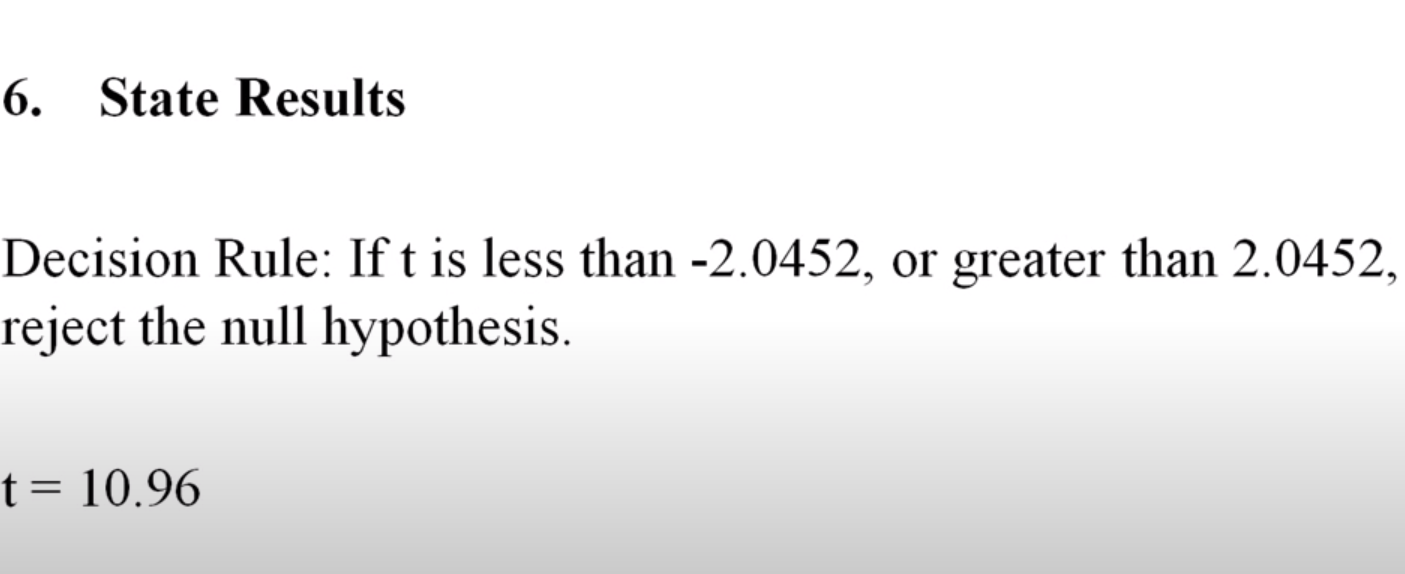 6. State Results
Decision Rule: If t is less than -2.0452, or greater than 2.0452,
reject the null hypothesis.
t = 10.96